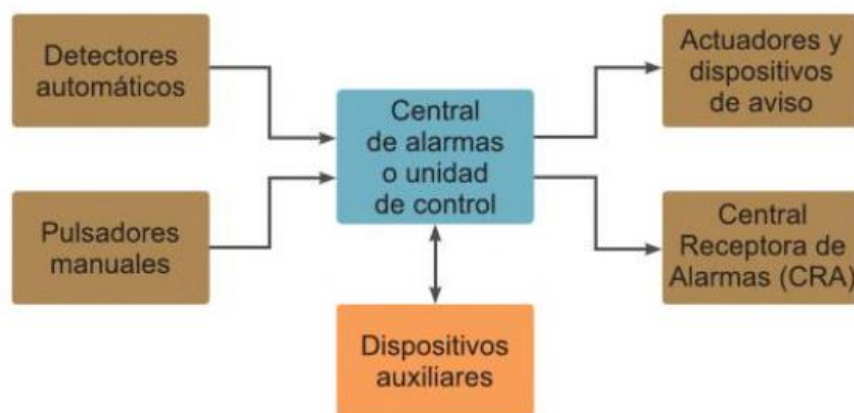 Detectores
automáticos
Pulsadores
manuales
Central
de alarmas
o unidad
de control
Dispositivos
auxiliares
Actuadores y
dispositivos
de aviso
Central
Receptora de
Alarmas (CRA)